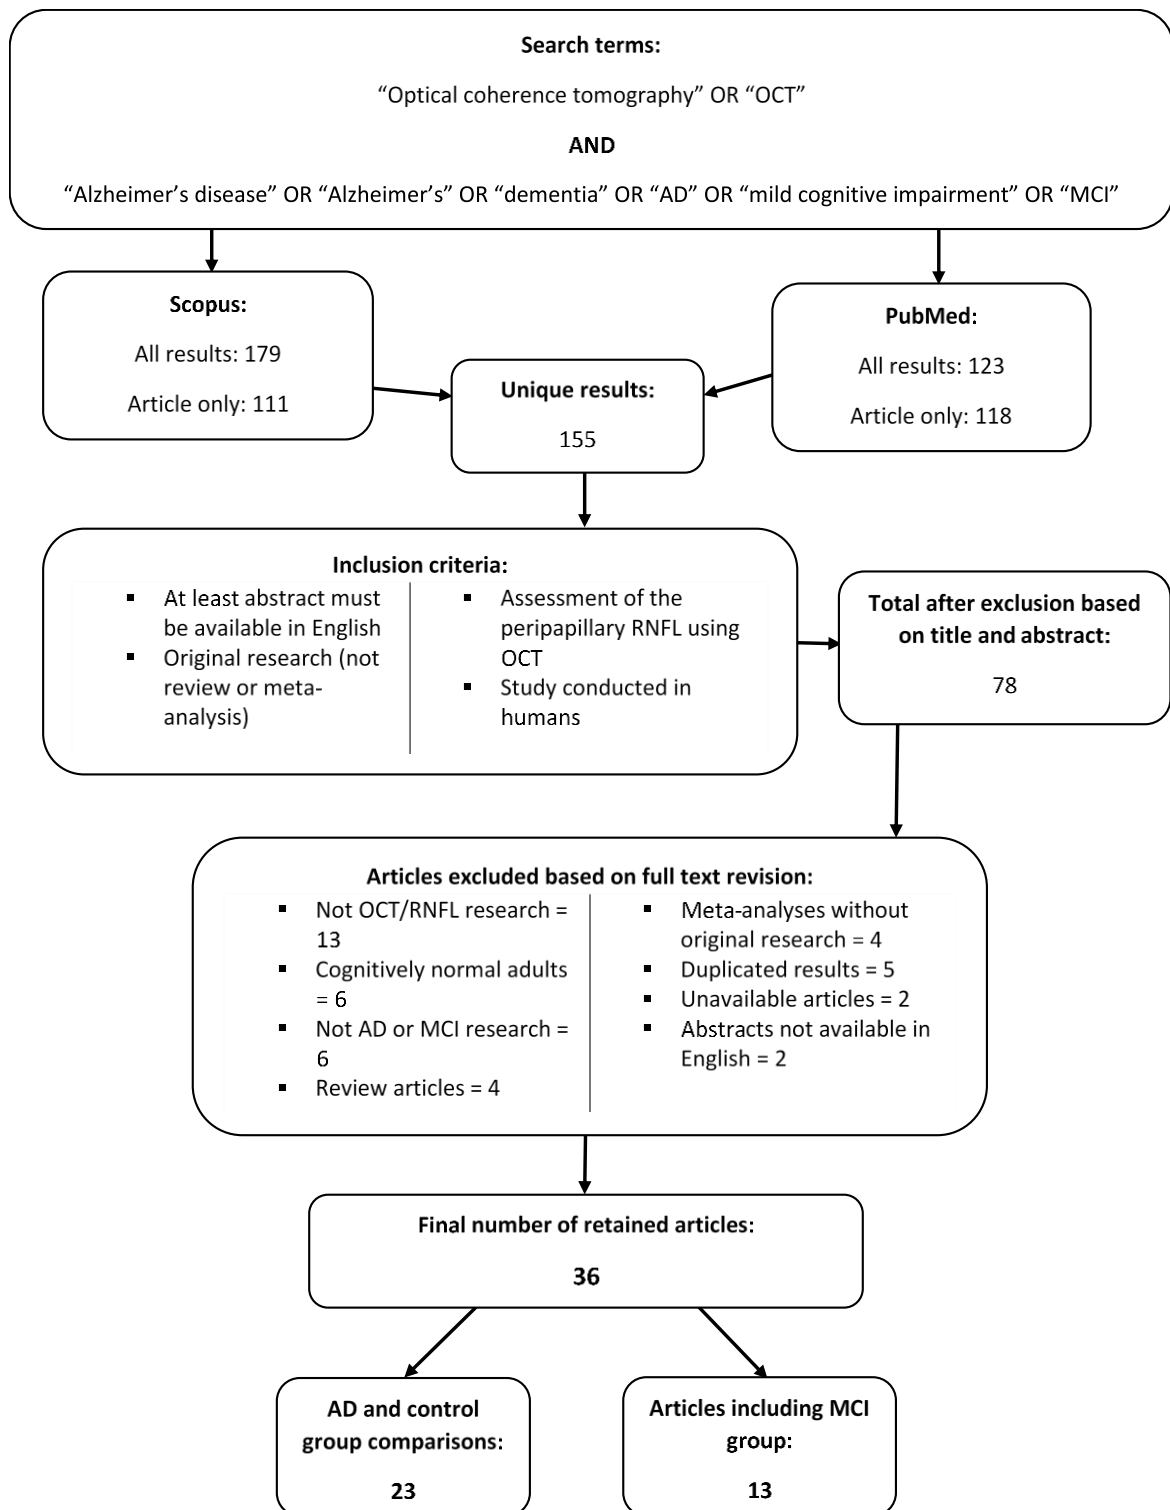 Search terms:
“Optical coherence tomography” OR “OCT”
AND
“Alzheimer’s disease” OR “Alzheimer’s” OR “dementia” OR “AD” OR “mild cognitive impairment” OR “MCI”
Scopus:
All results: 179
Article only: 111
PubMed:
All results: 123
Article only: 118
Unique results:
155
Inclusion criteria:
▪ At least abstract must
be available in English
▪ Original research (not
review or meta-
analysis)
▪ Assessment of the
peripapillary RNFL using
OCT
▪ Study conducted in
humans
Total after exclusion based
on title and abstract:
78
Articles excluded based on full text revision:
▪ Not OCT/RNFL research =
13
▪ Cognitively normal adults
= 6
▪ Not AD or MCI research =
6
▪ Review articles = 4
▪ Meta-analyses without
original research = 4
▪ Duplicated results = 5
▪ Unavailable articles = 2
▪ Abstracts not available in
English = 2
Final number of retained articles:
36
AD and control
group comparisons:
23
Articles including MCI
group:
13